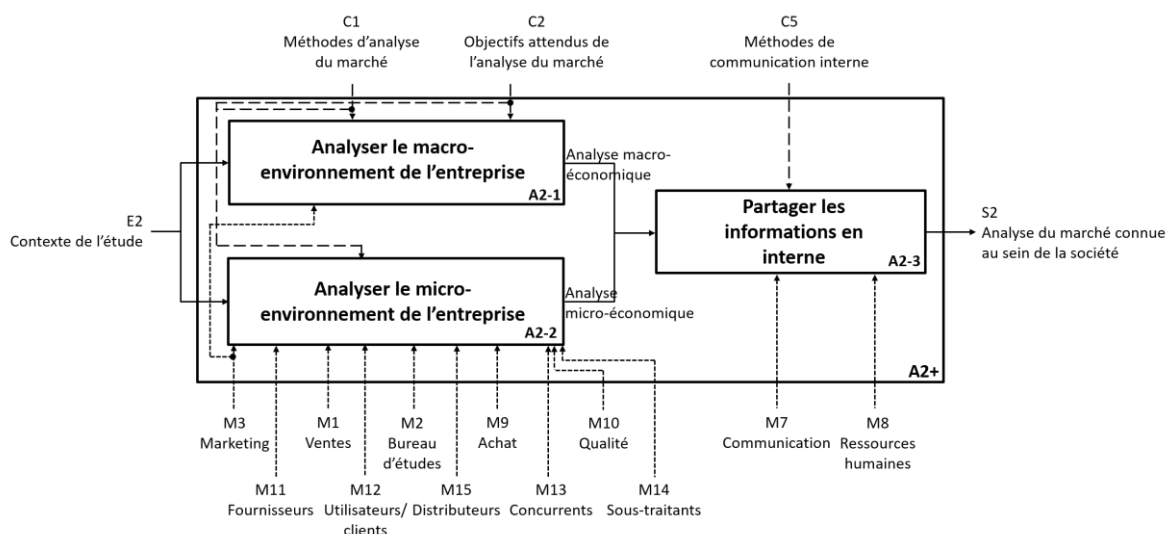 C1
Méthodes d'analyse
du marché
C2
Objectifs attendus de
l'analyse du marché
C5
Méthodes de
communication interne
Analyser le macro-
environnement de l'entreprise
A2-1
Analyse macro-
économique
E2
Contexte de l'étude
Partager les
informations en
interne
A2-3
S2
Analyse du marché connue
au sein de la société
Analyser le micro-
environnement de l'entreprise
A2-2
Analyse
micro-économique
A2+
M3
Marketing
M1
Ventes
M2
Bureau
d'études
M9
Achat
M10
Qualité
M7
Communication
M8
Ressources
humaines
M11
Fournisseurs
M12
Utilisateurs/
clients
M15
Distributeurs
M13
Concurrents
M14
Sous-traitants